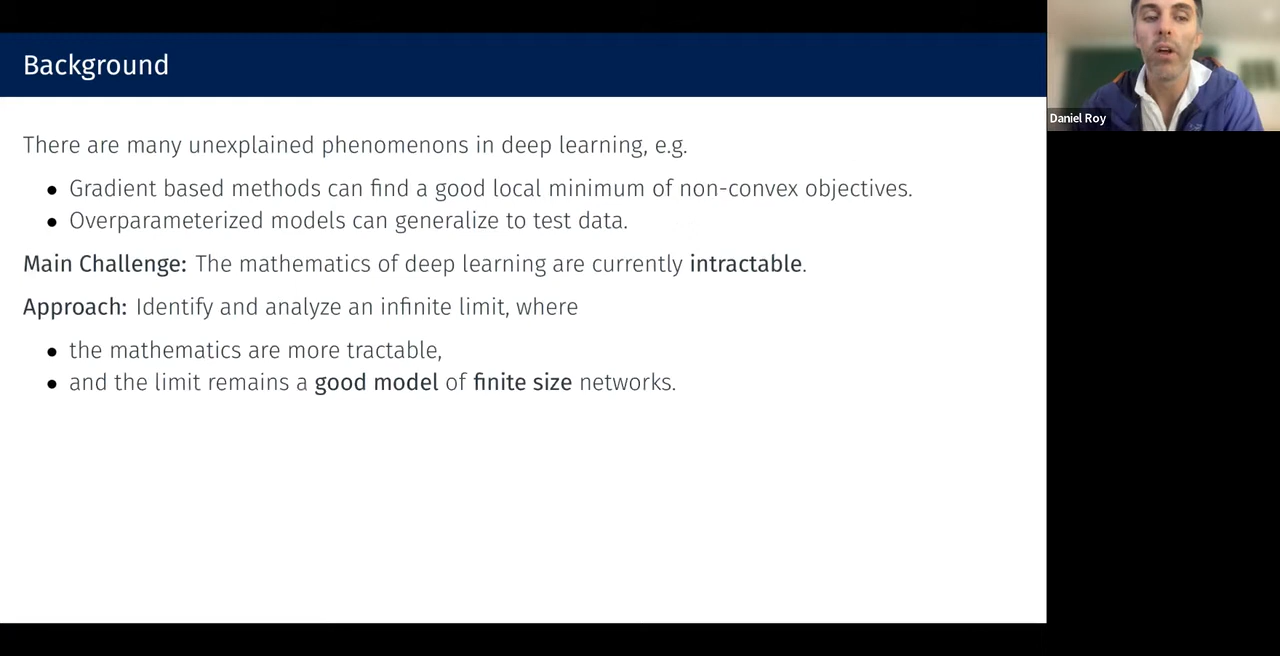 Background
There are many unexplained phenomenons in deep learning, e.g.
• Gradient based methods can find a good local minimum of non-convex objectives.
• Overparameterized models can generalize to test data.
Main Challenge: The mathematics of deep learning are currently intractable.
Approach: Identify and analyze an infinite limit, where
• the mathematics are more tractable,
• and the limit remains a good model of finite size networks.
Daniel Roy